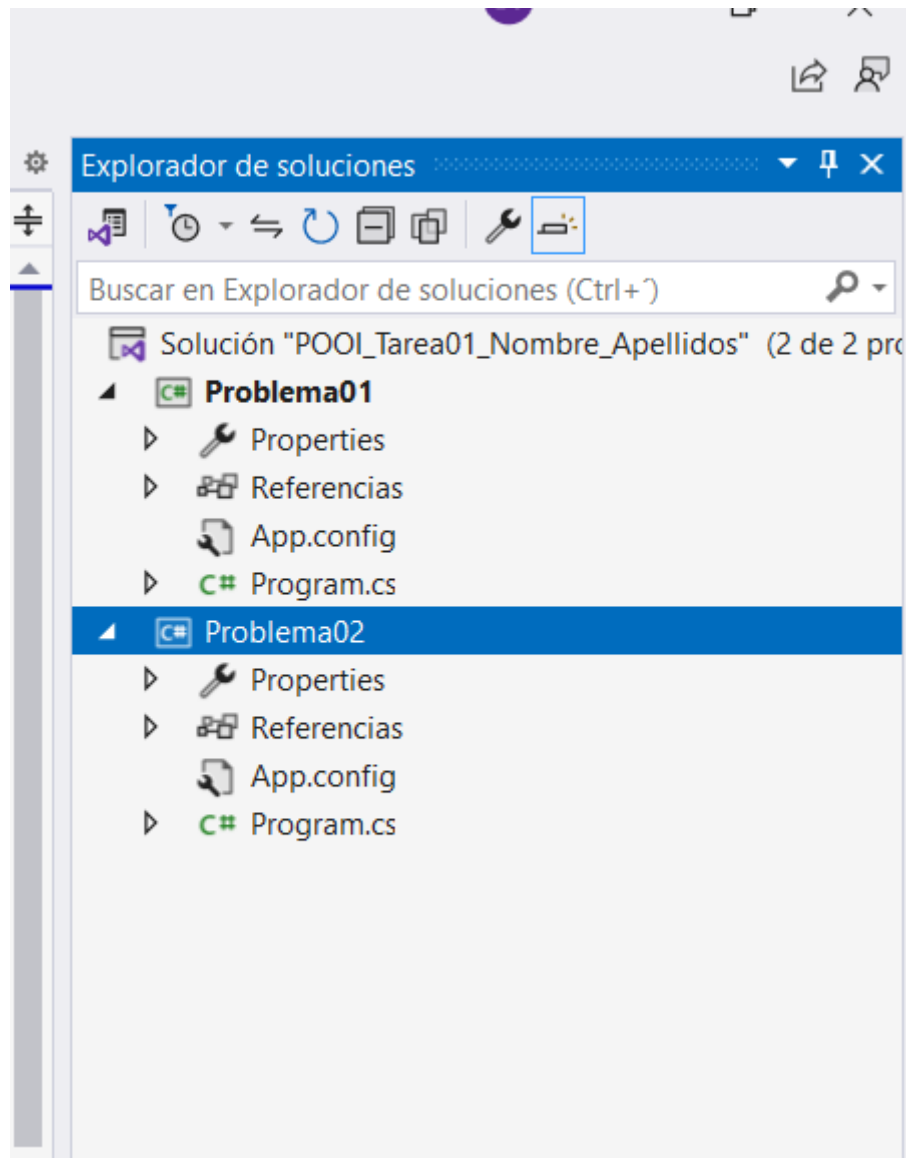 Explorador de soluciones
Buscar en Explorador de soluciones (Ctrl+´)
Solución "POOI_Tarea01_Nombre_Apellidos" (2 de 2 pro
C# Problema01
Properties
Referencias
App.config
C# Program.cs
C# Problema02
Properties
Referencias
App.config
C# Program.cs